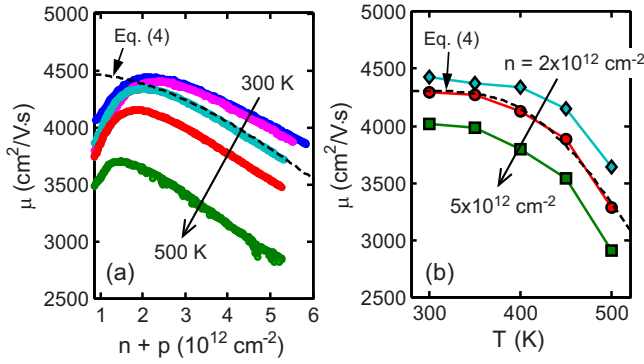 5000
4500
4000
3500
3000
2500
μ (cm²/V·s)
Eq. (4)
300 K
500 K
(a)
1 2 3 4 5 6
n + p (10¹² cm⁻²)
5000
4500
4000
3500
3000
2500
μ (cm²/V·s)
Eq. (4)
n = 2x10¹² cm-²
5x10¹² cm-²
(b)
300 350 400 450 500
T (K)